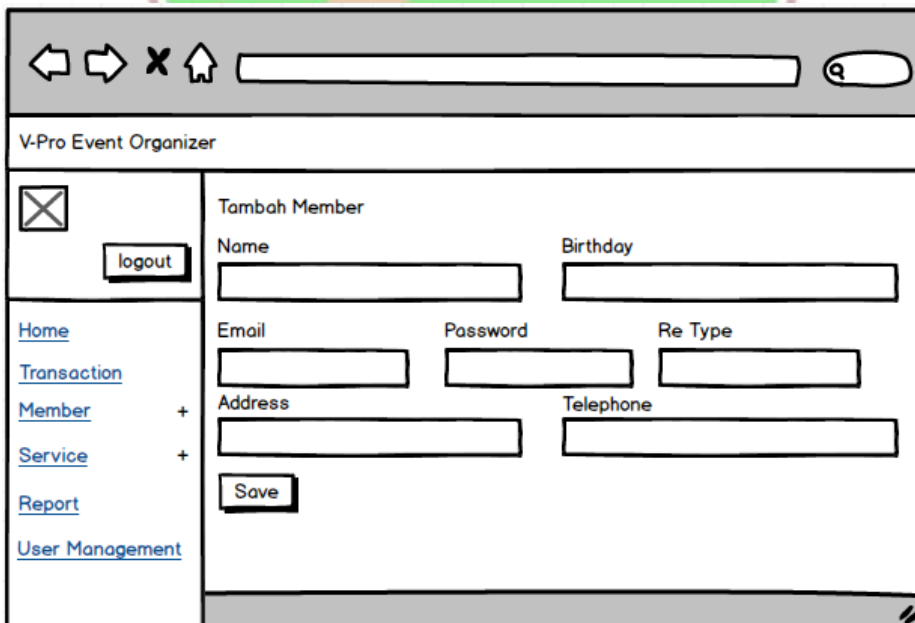 V-Pro Event Organizer
logout
Home
Transaction
Member +
Service +
Report
User Management
Tambah Member
Name Birthday
Email Password Re Type
Address Telephone
Save